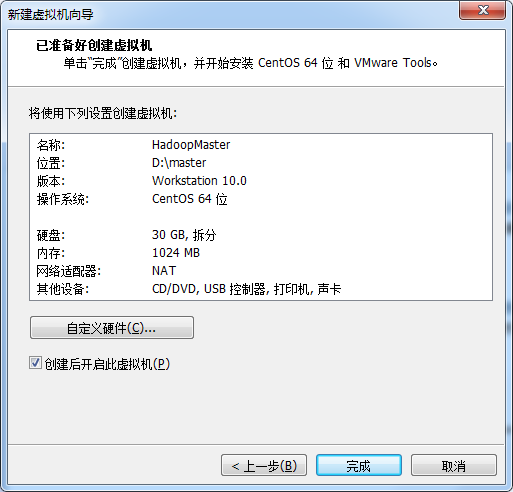 新建虚拟机向导
已准备好创建虚拟机
单击“完成”创建虚拟机，并开始安装 CentOS 64 位 和 VMware Tools。
将使用下列设置创建虚拟机：
名称: HadoopMaster
位置: D:\master
版本: Workstation 10.0
操作系统: CentOS 64 位
硬盘: 30 GB, 拆分
内存: 1024 MB
网络适配器: NAT
其他设备: CD/DVD, USB 控制器, 打印机, 声卡
自定义硬件(C)...
创建后开启此虚拟机(P)
< 上一步(B) 完成 取消